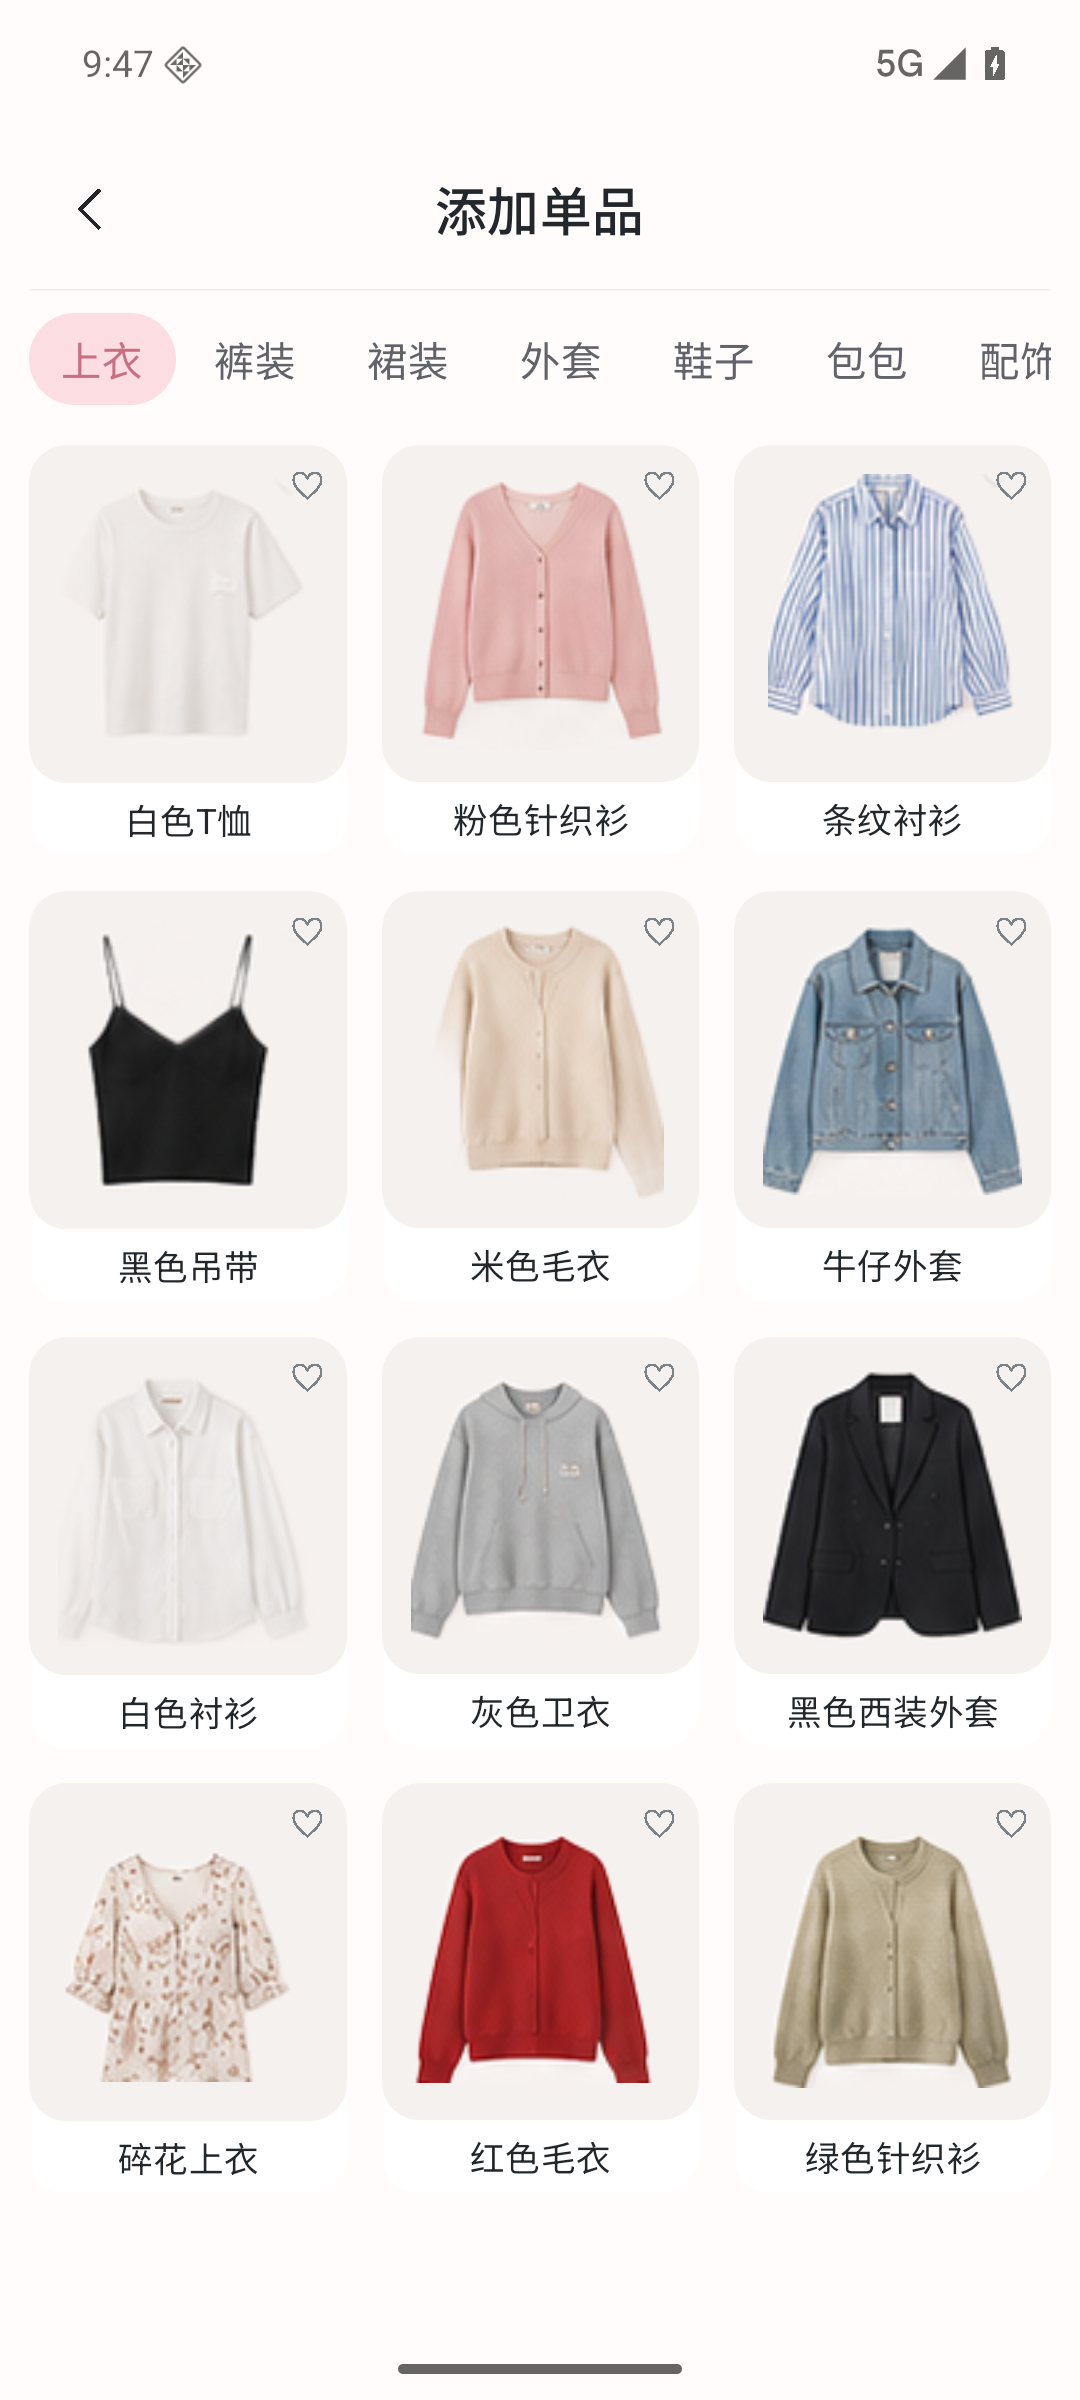 9:47
5G
添加单品
上衣 裤装 裙装 外套 鞋子 包包 配饰
白色T恤 粉色针织衫 条纹衬衫
黑色吊带 米色毛衣 牛仔外套
白色衬衫 灰色卫衣 黑色西装外套
碎花上衣 红色毛衣 绿色针织衫